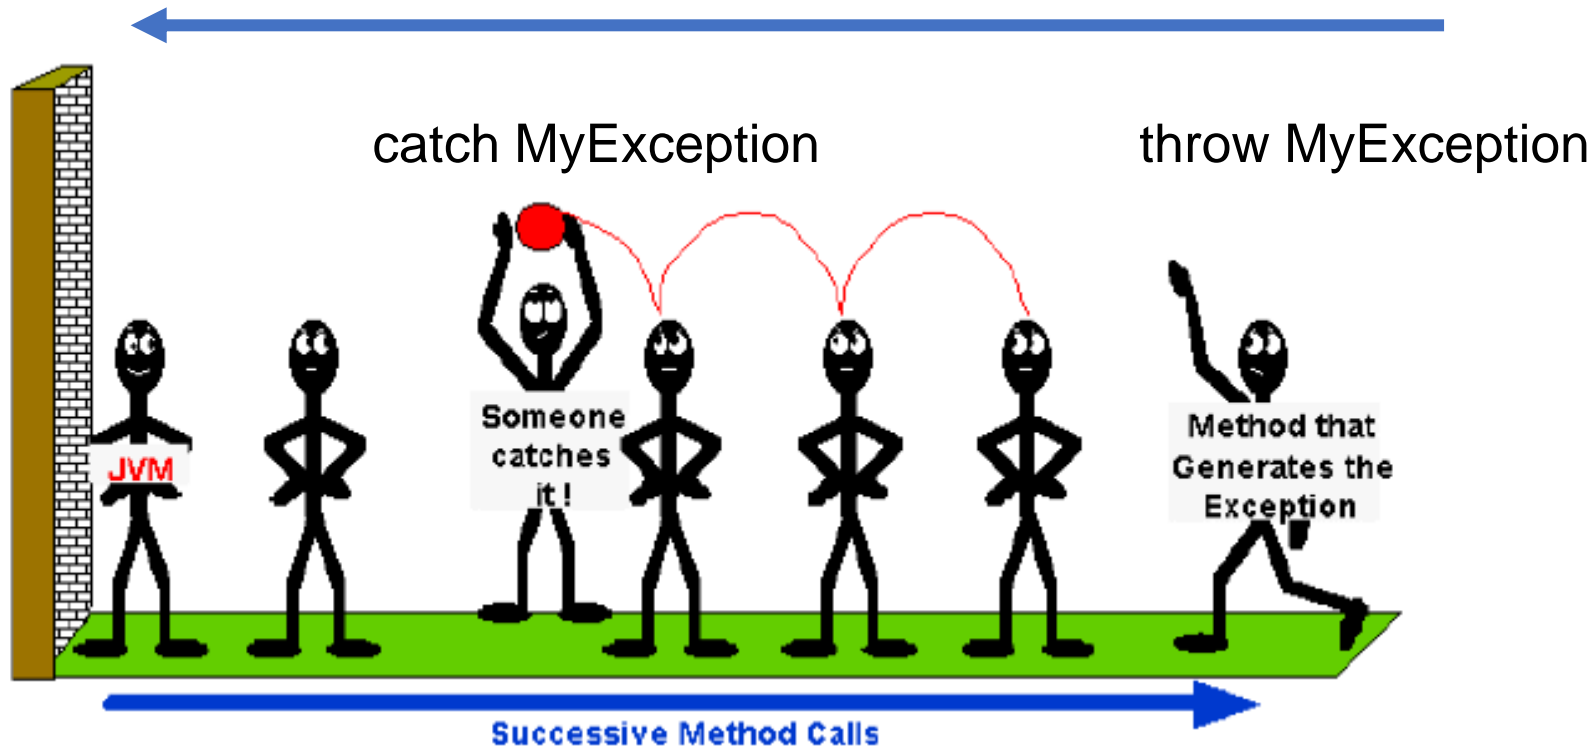 catch MyException
throw MyException
JVM
Someone
catches
it !
Method that
Generates the
Exception
Successive Method Calls